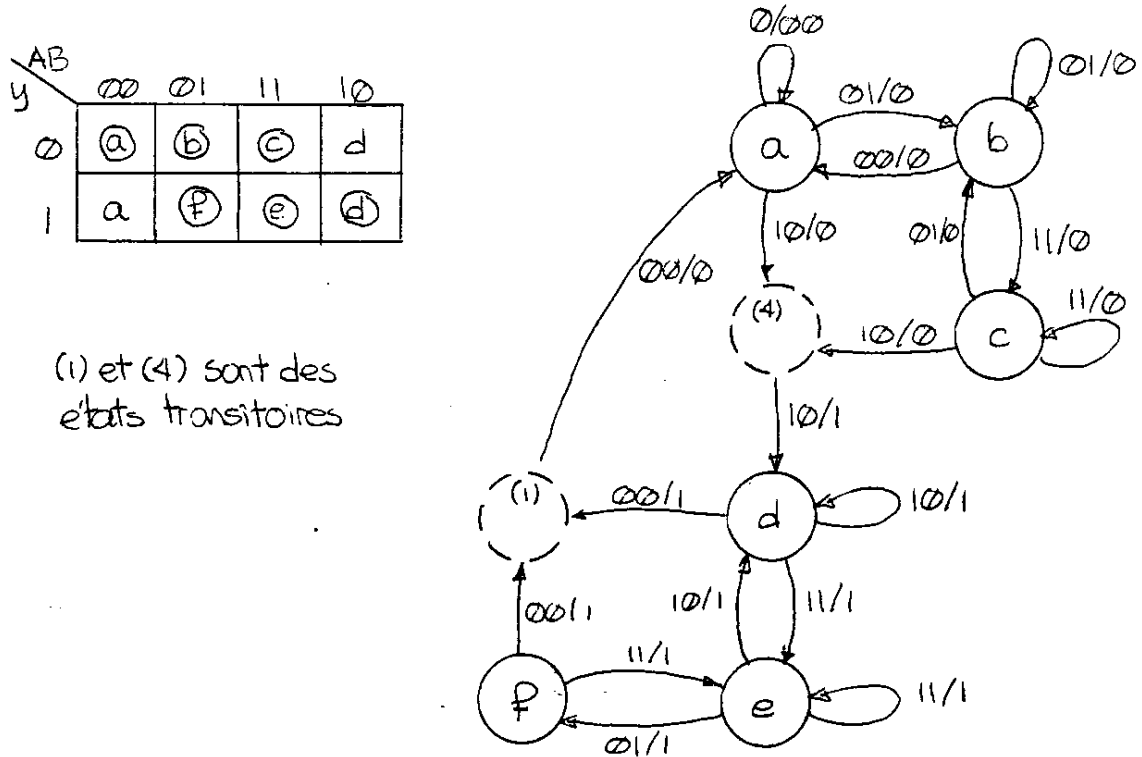 AB
y 00 01 11 10
0 a b c d
1 a f e d
(1) et (4) sont des
états transitoires
0/00
01/0
01/0
a
00/0
b
10/0
01/0
11/0
00/0
(4)
10/0
c
11/0
10/1
(1)
00/1
d
10/1
00/1
10/1
11/1
f
11/1
e
11/1
01/1